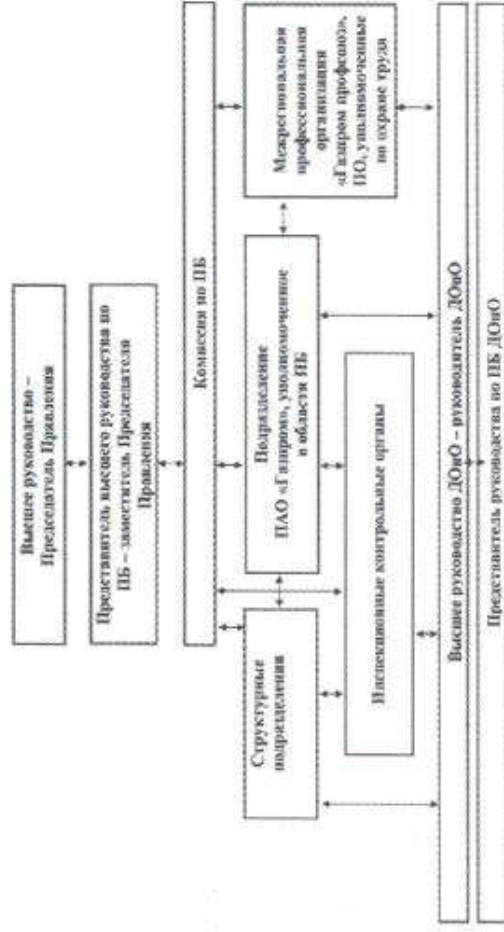 Высшее руководство –
Председатель Правления
Представитель высшего руководства по
ПБ – заместитель Председателя
Правления
Комиссия по ПБ
Структурные
подразделения
Подразделение
ПАО «Газпром», уполномоченное
в области ПБ
Межрегиональная
профессиональная
организация
«Газпром профсоюз»,
ПО, уполномоченные
по охране труда
Инспекционные контрольные органы
Высшее руководство ДОиО – руководитель ДОиО
Представитель руководства по ПБ ДОиО